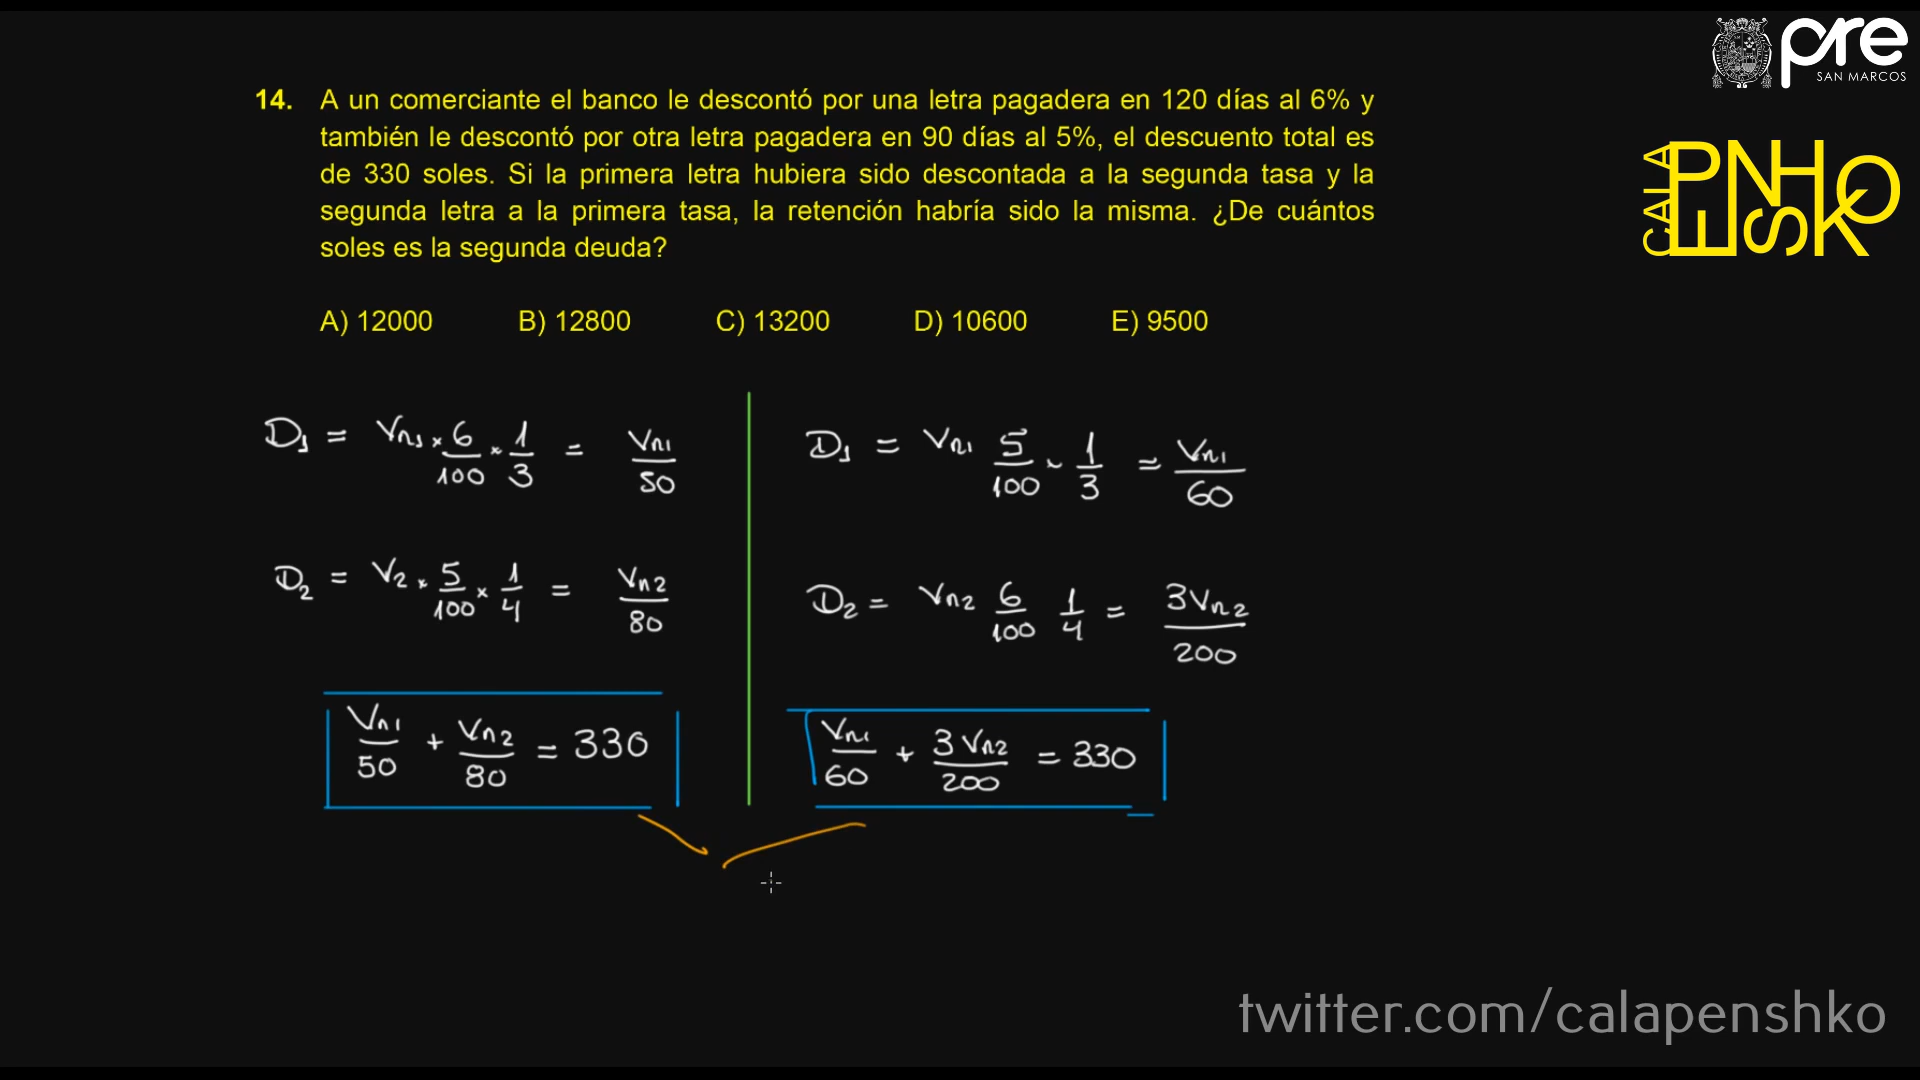 pre
SAN MARCOS
CALA
PNHO
ESK
14. A un comerciante el banco le descontó por una letra pagadera en 120 días al 6% y
también le descontó por otra letra pagadera en 90 días al 5%, el descuento total es
de 330 soles. Si la primera letra hubiera sido descontada a la segunda tasa y la
segunda letra a la primera tasa, la retención habría sido la misma. ¿De cuántos
soles es la segunda deuda?
A) 12000 B) 12800 C) 13200 D) 10600 E) 9500
D₁ = Vn₁ × 6/100 × 1/3 = Vn1/50
D₁ = Vn1 5/100 × 1/3 = Vn1/60
D₂ = V₂ × 5/100 × 1/4 = Vn2/80
D₂ = Vn2 6/100 1/4 = 3Vn2/200
Vn1/50 + Vn2/80 = 330
Vn1/60 + 3Vn2/200 = 330
twitter.com/calapenshko